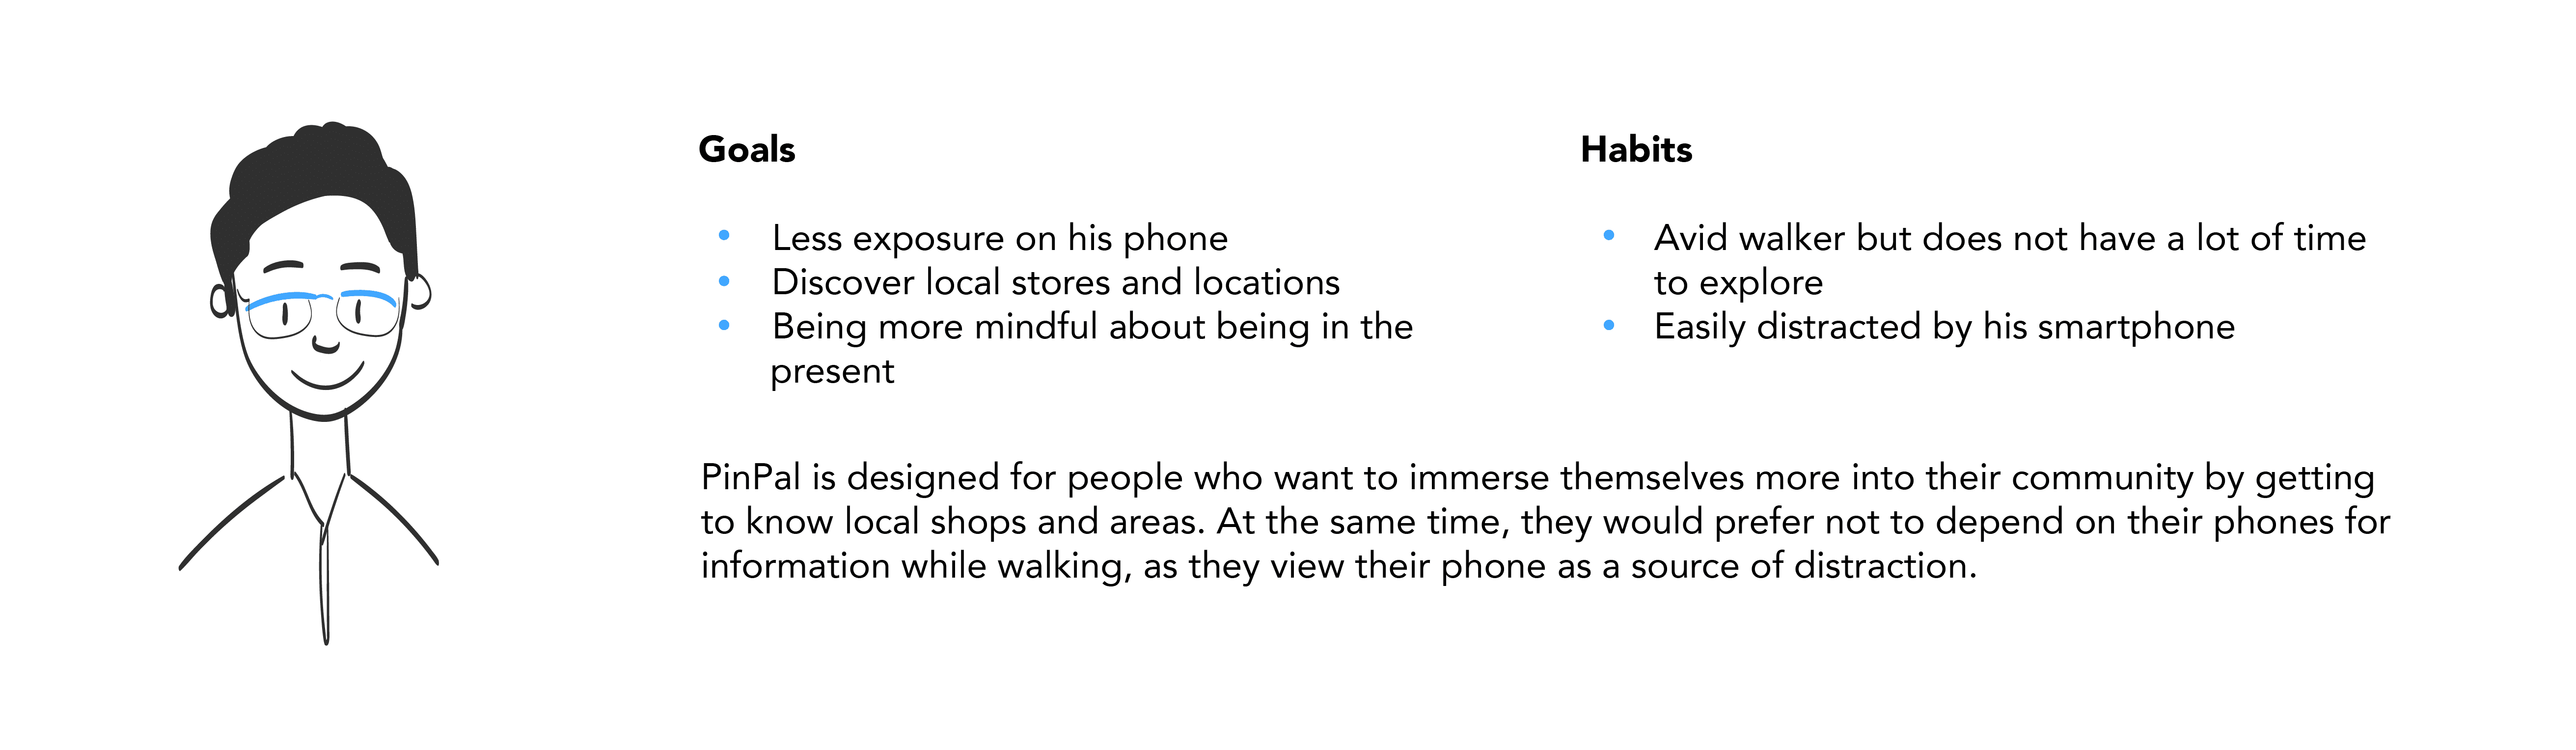 Goals
• Less exposure on his phone
• Discover local stores and locations
• Being more mindful about being in the
present
Habits
• Avid walker but does not have a lot of time
to explore
• Easily distracted by his smartphone
PinPal is designed for people who want to immerse themselves more into their community by getting
to know local shops and areas. At the same time, they would prefer not to depend on their phones for
information while walking, as they view their phone as a source of distraction.